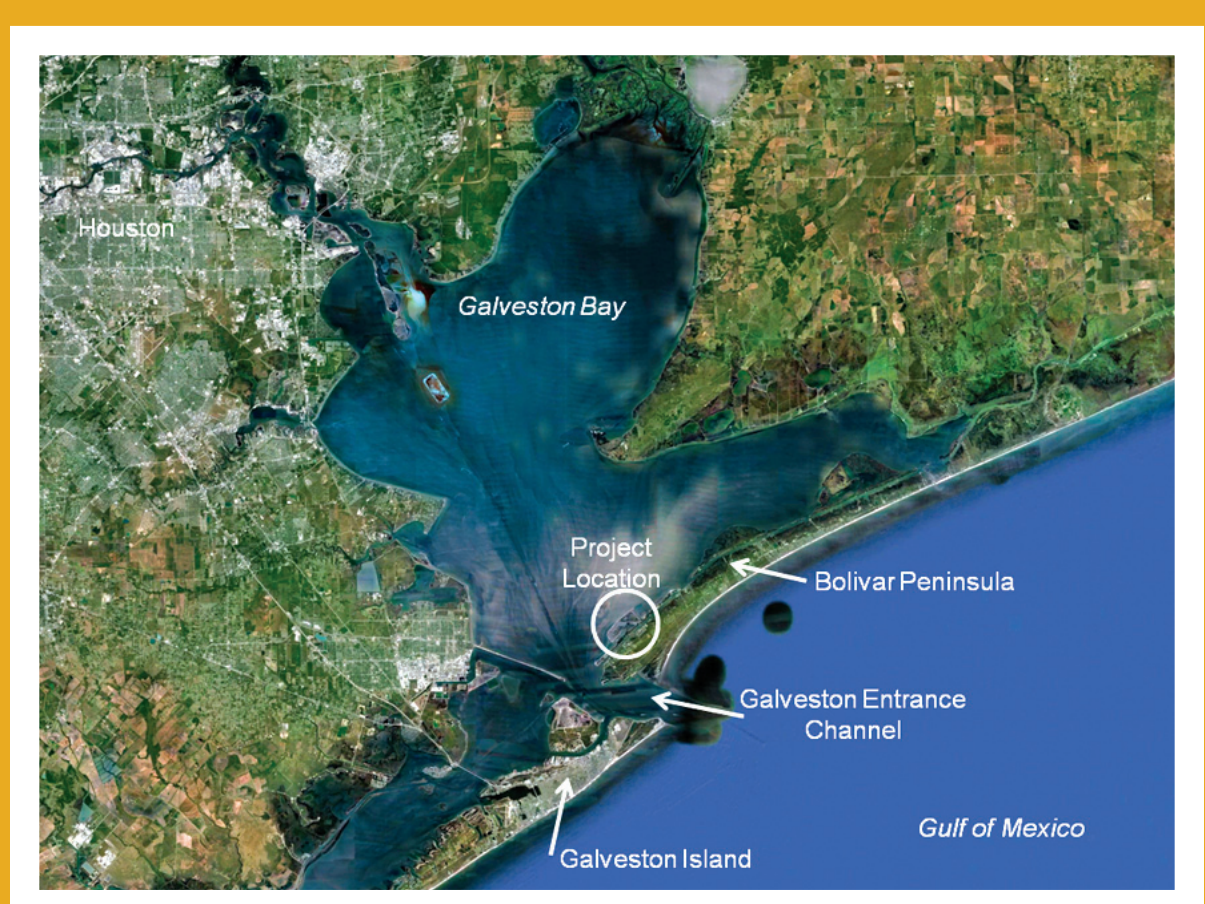 Houston
Galveston Bay
Project
Location
Bolivar Peninsula
Galveston Entrance
Channel
Gulf of Mexico
Galveston Island